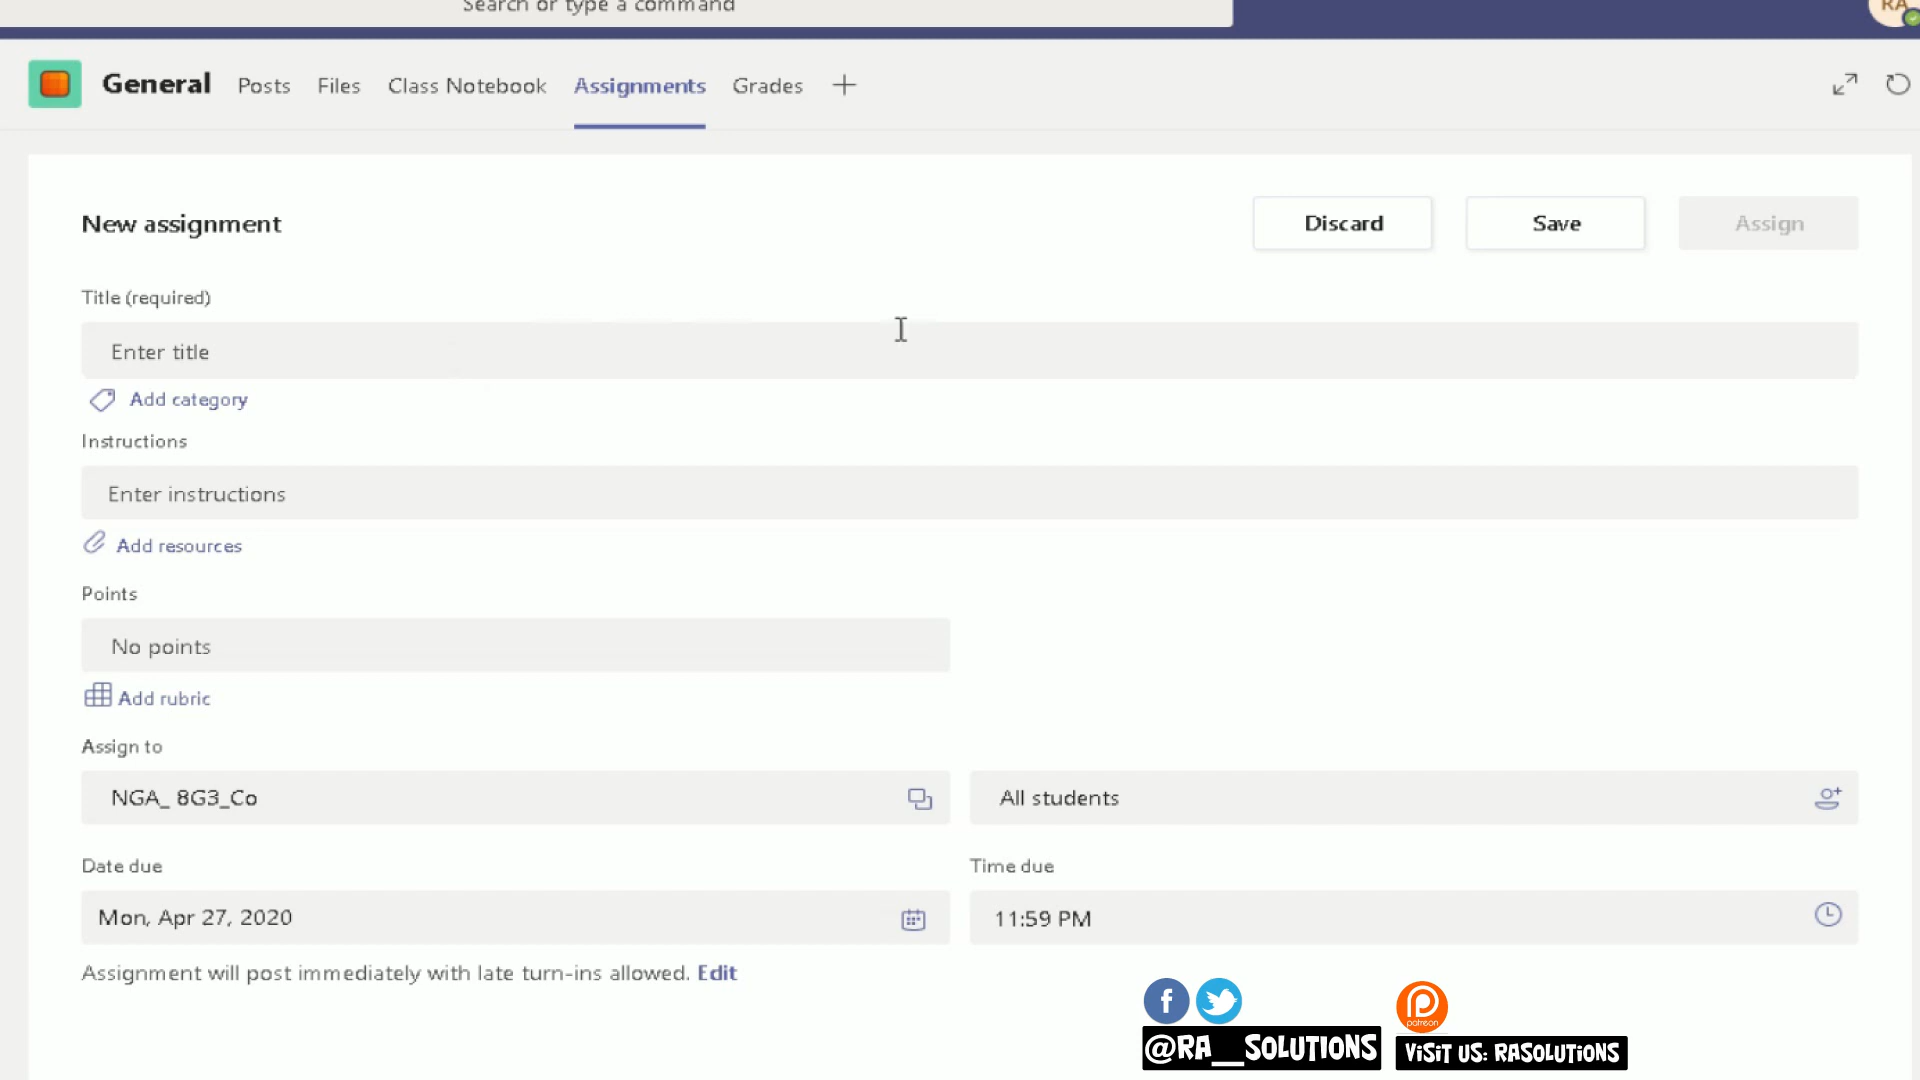 Search or type a command
RA
General Posts Files Class Notebook Assignments Grades
New assignment
Discard Save Assign
Title (required)
Enter title
Add category
Instructions
Enter instructions
Add resources
Points
No points
Add rubric
Assign to
NGA_ 8G3_Co All students
Date due Time due
Mon, Apr 27, 2020 11:59 PM
Assignment will post immediately with late turn-ins allowed. Edit
patreon
@RA__SOLUTIONS VISIT US: RASOLUTIONS